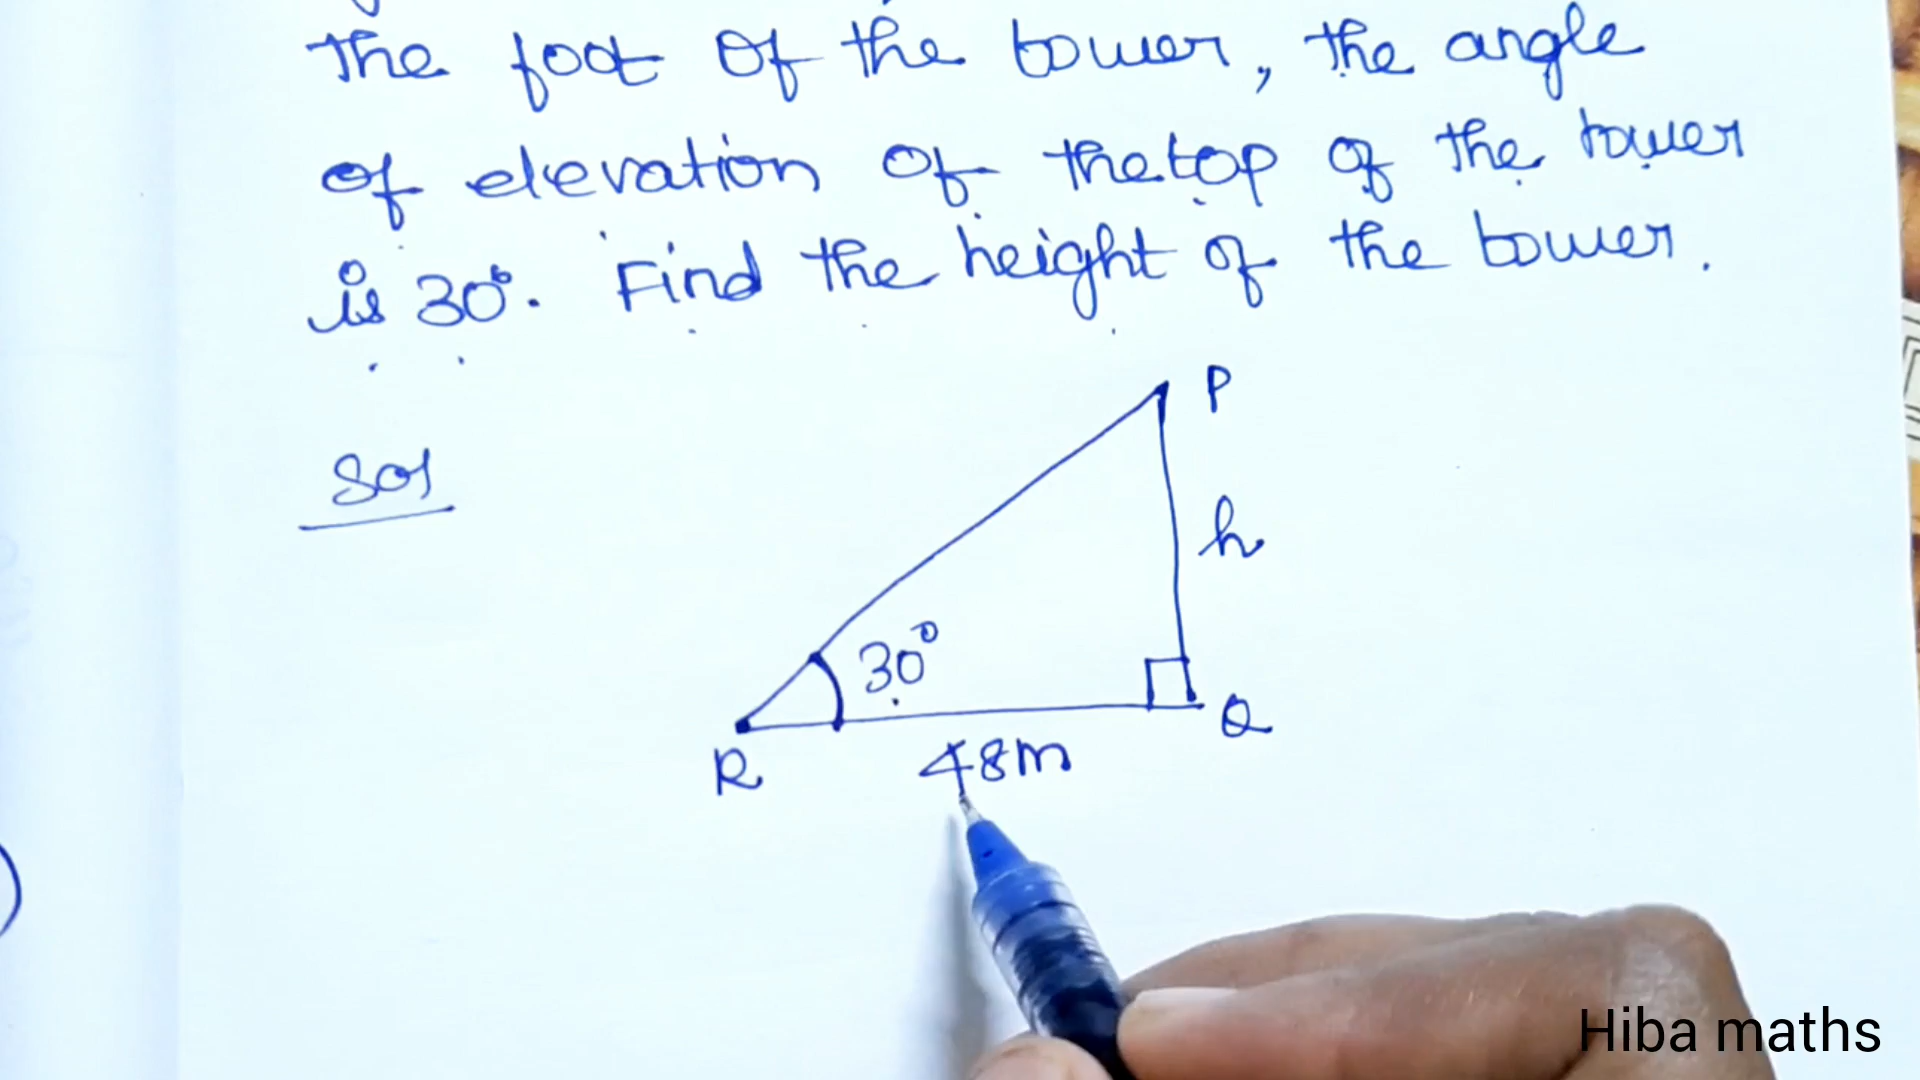 The foot of the tower, the angle
of elevation of the top of the tower
is 30°. Find the height of the tower.
P
Sol
h
30°
Q
R
48m
Hiba maths